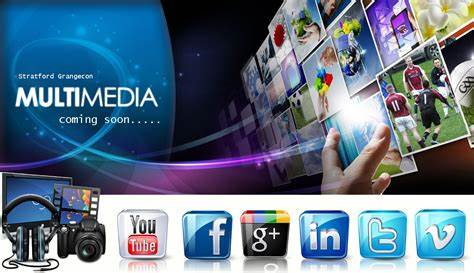 Stratford Grangecon
MULTIMEDIA
coming soon.....
You
Tube
f
g+
in
t
v